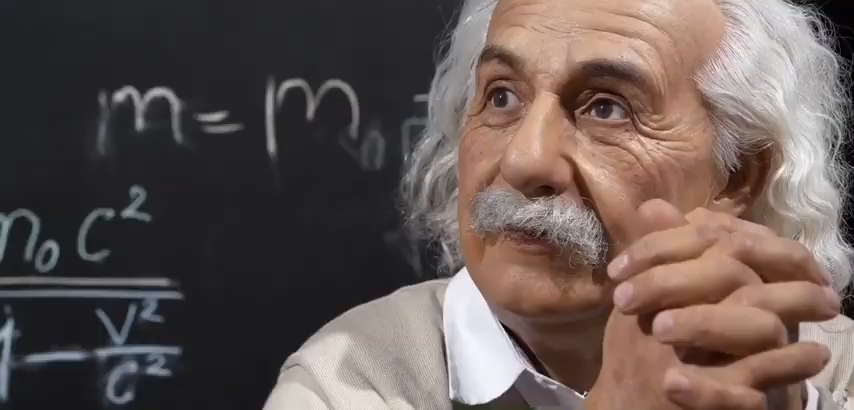 m = m₀
m₀ c²
1 - v²
c²